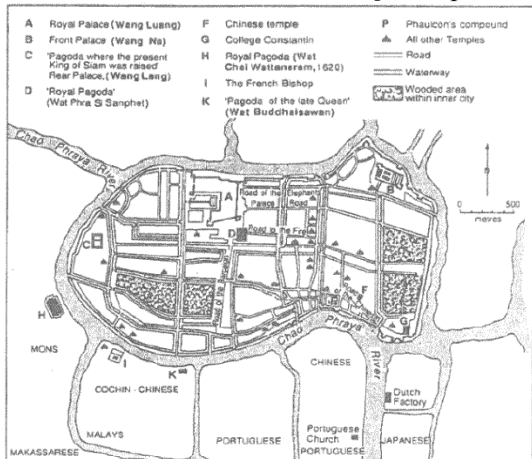 A Royal Palace (Wang Luang)
B Front Palace (Wang Na)
C 'Pagoda where the present
King of Siam was raised
Rear Palace, (Wang Lang)
D 'Royal Pagoda'
(Wat Phra Si Sanphet)
F Chinese temple
G College Constantin
H Royal Pagoda (Wat
Chai Wattanaram, 1620)
I The French Bishop
K 'Pagoda of the late Queen'
(Wat Buddhaisawan)
P Phaulcon's compound
All other Temples
Road
Waterway
Wooded area
within inner city
Chao Phraya River
A
Road of the
Palace
Elephants
Road
B
0 500
metres
C
D
Road to the
F
G
H
MONS
I
K
Chao Phraya
River
COCHIN-CHINESE
CHINESE
Dutch
Factory
MALAYS
PORTUGUESE
Portuguese
Church
PORTUGUESE
JAPANESE
MAKASSARESE